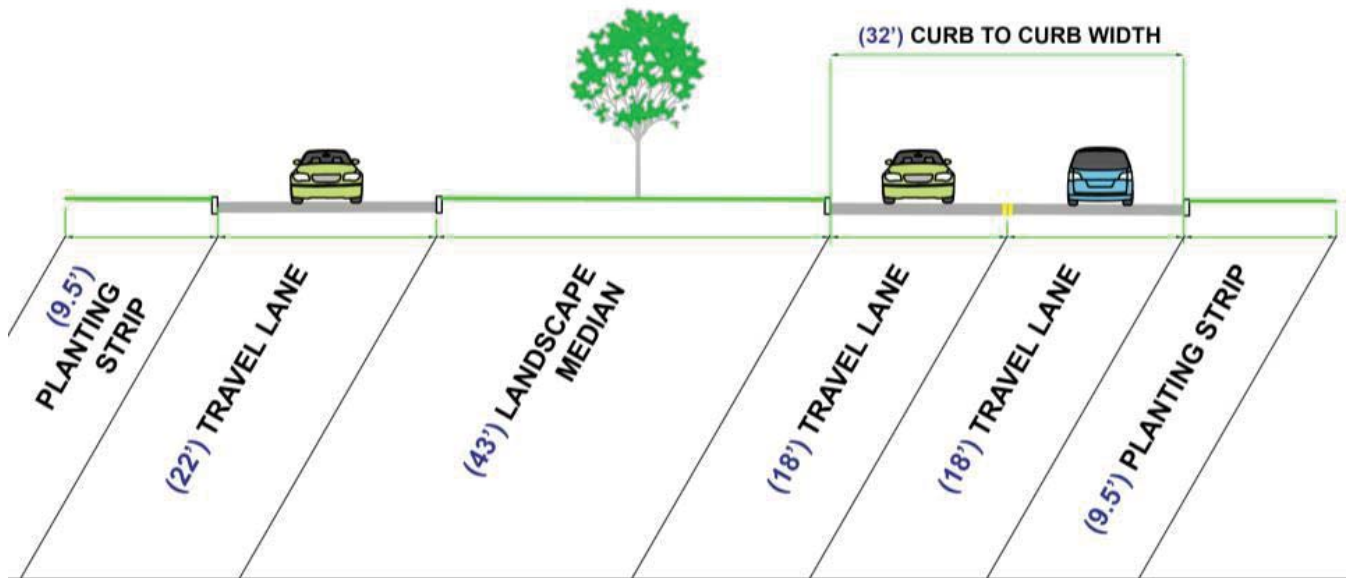 (32’) CURB TO CURB WIDTH
(9.5’)
PLANTING
STRIP
(22’) TRAVEL LANE
(43’) LANDSCAPE
MEDIAN
(18’) TRAVEL LANE
(18’) TRAVEL LANE
(9.5’) PLANTING STRIP